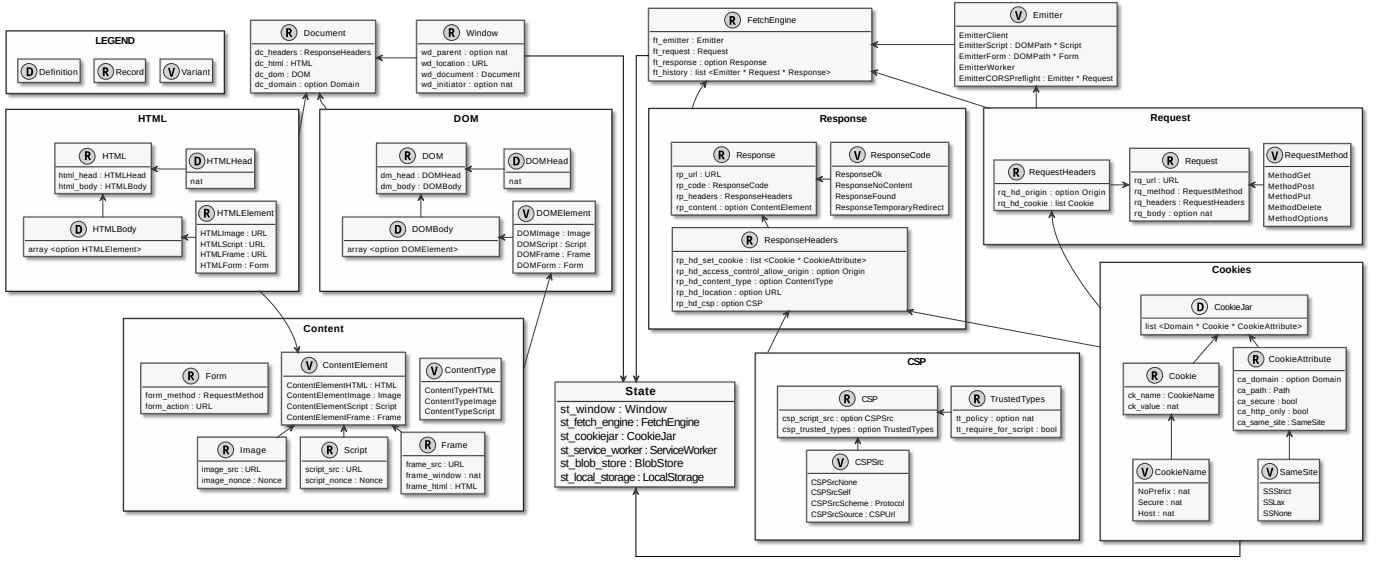 LEGEND
D Definition
R Record
V Variant
R Document
dc_headers : ResponseHeaders
dc_html : HTML
dc_dom : DOM
dc_domain : option Domain
R Window
wd_parent : option nat
wd_location : URL
wd_document : Document
wd_initiator : option nat
R FetchEngine
ft_emitter : Emitter
ft_request : Request
ft_response : option Response
ft_history : list <Emitter * Request * Response>
V Emitter
EmitterClient
EmitterScript : DOMPath * Script
EmitterForm : DOMPath * Form
EmitterWorker
EmitterCORSPreflight : Emitter * Request
HTML
R HTML
html_head : HTMLHead
html_body : HTMLBody
D HTMLHead
nat
D HTMLBody
array <option HTMLElement>
R HTMLElement
HTMLImage : URL
HTMLScript : URL
HTMLFrame : URL
HTMLForm : Form
DOM
R DOM
dm_head : DOMHead
dm_body : DOMBody
D DOMHead
nat
D DOMBody
array <option DOMElement>
V DOMElement
DOMImage : Image
DOMScript : Script
DOMFrame : Frame
DOMForm : Form
Response
R Response
rp_url : URL
rp_code : ResponseCode
rp_headers : ResponseHeaders
rp_content : option ContentElement
V ResponseCode
ResponseOk
ResponseNoContent
ResponseFound
ResponseTemporaryRedirect
R ResponseHeaders
rp_hd_set_cookie : list <Cookie * CookieAttribute>
rp_hd_access_control_allow_origin : option Origin
rp_hd_content_type : option ContentType
rp_hd_location : option URL
rp_hd_csp : option CSP
Request
R RequestHeaders
rq_hd_origin : option Origin
rq_hd_cookie : list Cookie
R Request
rq_url : URL
rq_method : RequestMethod
rq_headers : RequestHeaders
rq_body : option nat
V RequestMethod
MethodGet
MethodPost
MethodPut
MethodDelete
MethodOptions
Content
R Form
form_method : RequestMethod
form_action : URL
V ContentElement
ContentElementHTML : HTML
ContentElementImage : Image
ContentElementScript : Script
ContentElementFrame : Frame
V ContentType
ContentTypeHTML
ContentTypeImage
ContentTypeScript
R Image
image_src : URL
image_nonce : Nonce
R Script
script_src : URL
script_nonce : Nonce
R Frame
frame_src : URL
frame_window : nat
frame_html : HTML
State
st_window : Window
st_fetch_engine : FetchEngine
st_cookiejar : CookieJar
st_service_worker : ServiceWorker
st_blob_store : BlobStore
st_local_storage : LocalStorage
CSP
R CSP
csp_script_src : option CSPSrc
csp_trusted_types : option TrustedTypes
R TrustedTypes
tt_policy : option nat
tt_require_for_script : bool
V CSPSrc
CSPSrcNone
CSPSrcSelf
CSPSrcScheme : Protocol
CSPSrcSource : CSPUrl
Cookies
D CookieJar
list <Domain * Cookie * CookieAttribute>
R Cookie
ck_name : CookieName
ck_value : nat
R CookieAttribute
ca_domain : option Domain
ca_path : Path
ca_secure : bool
ca_http_only : bool
ca_same_site : SameSite
V CookieName
NoPrefix : nat
Secure : nat
Host : nat
V SameSite
SSStrict
SSLax
SSNone